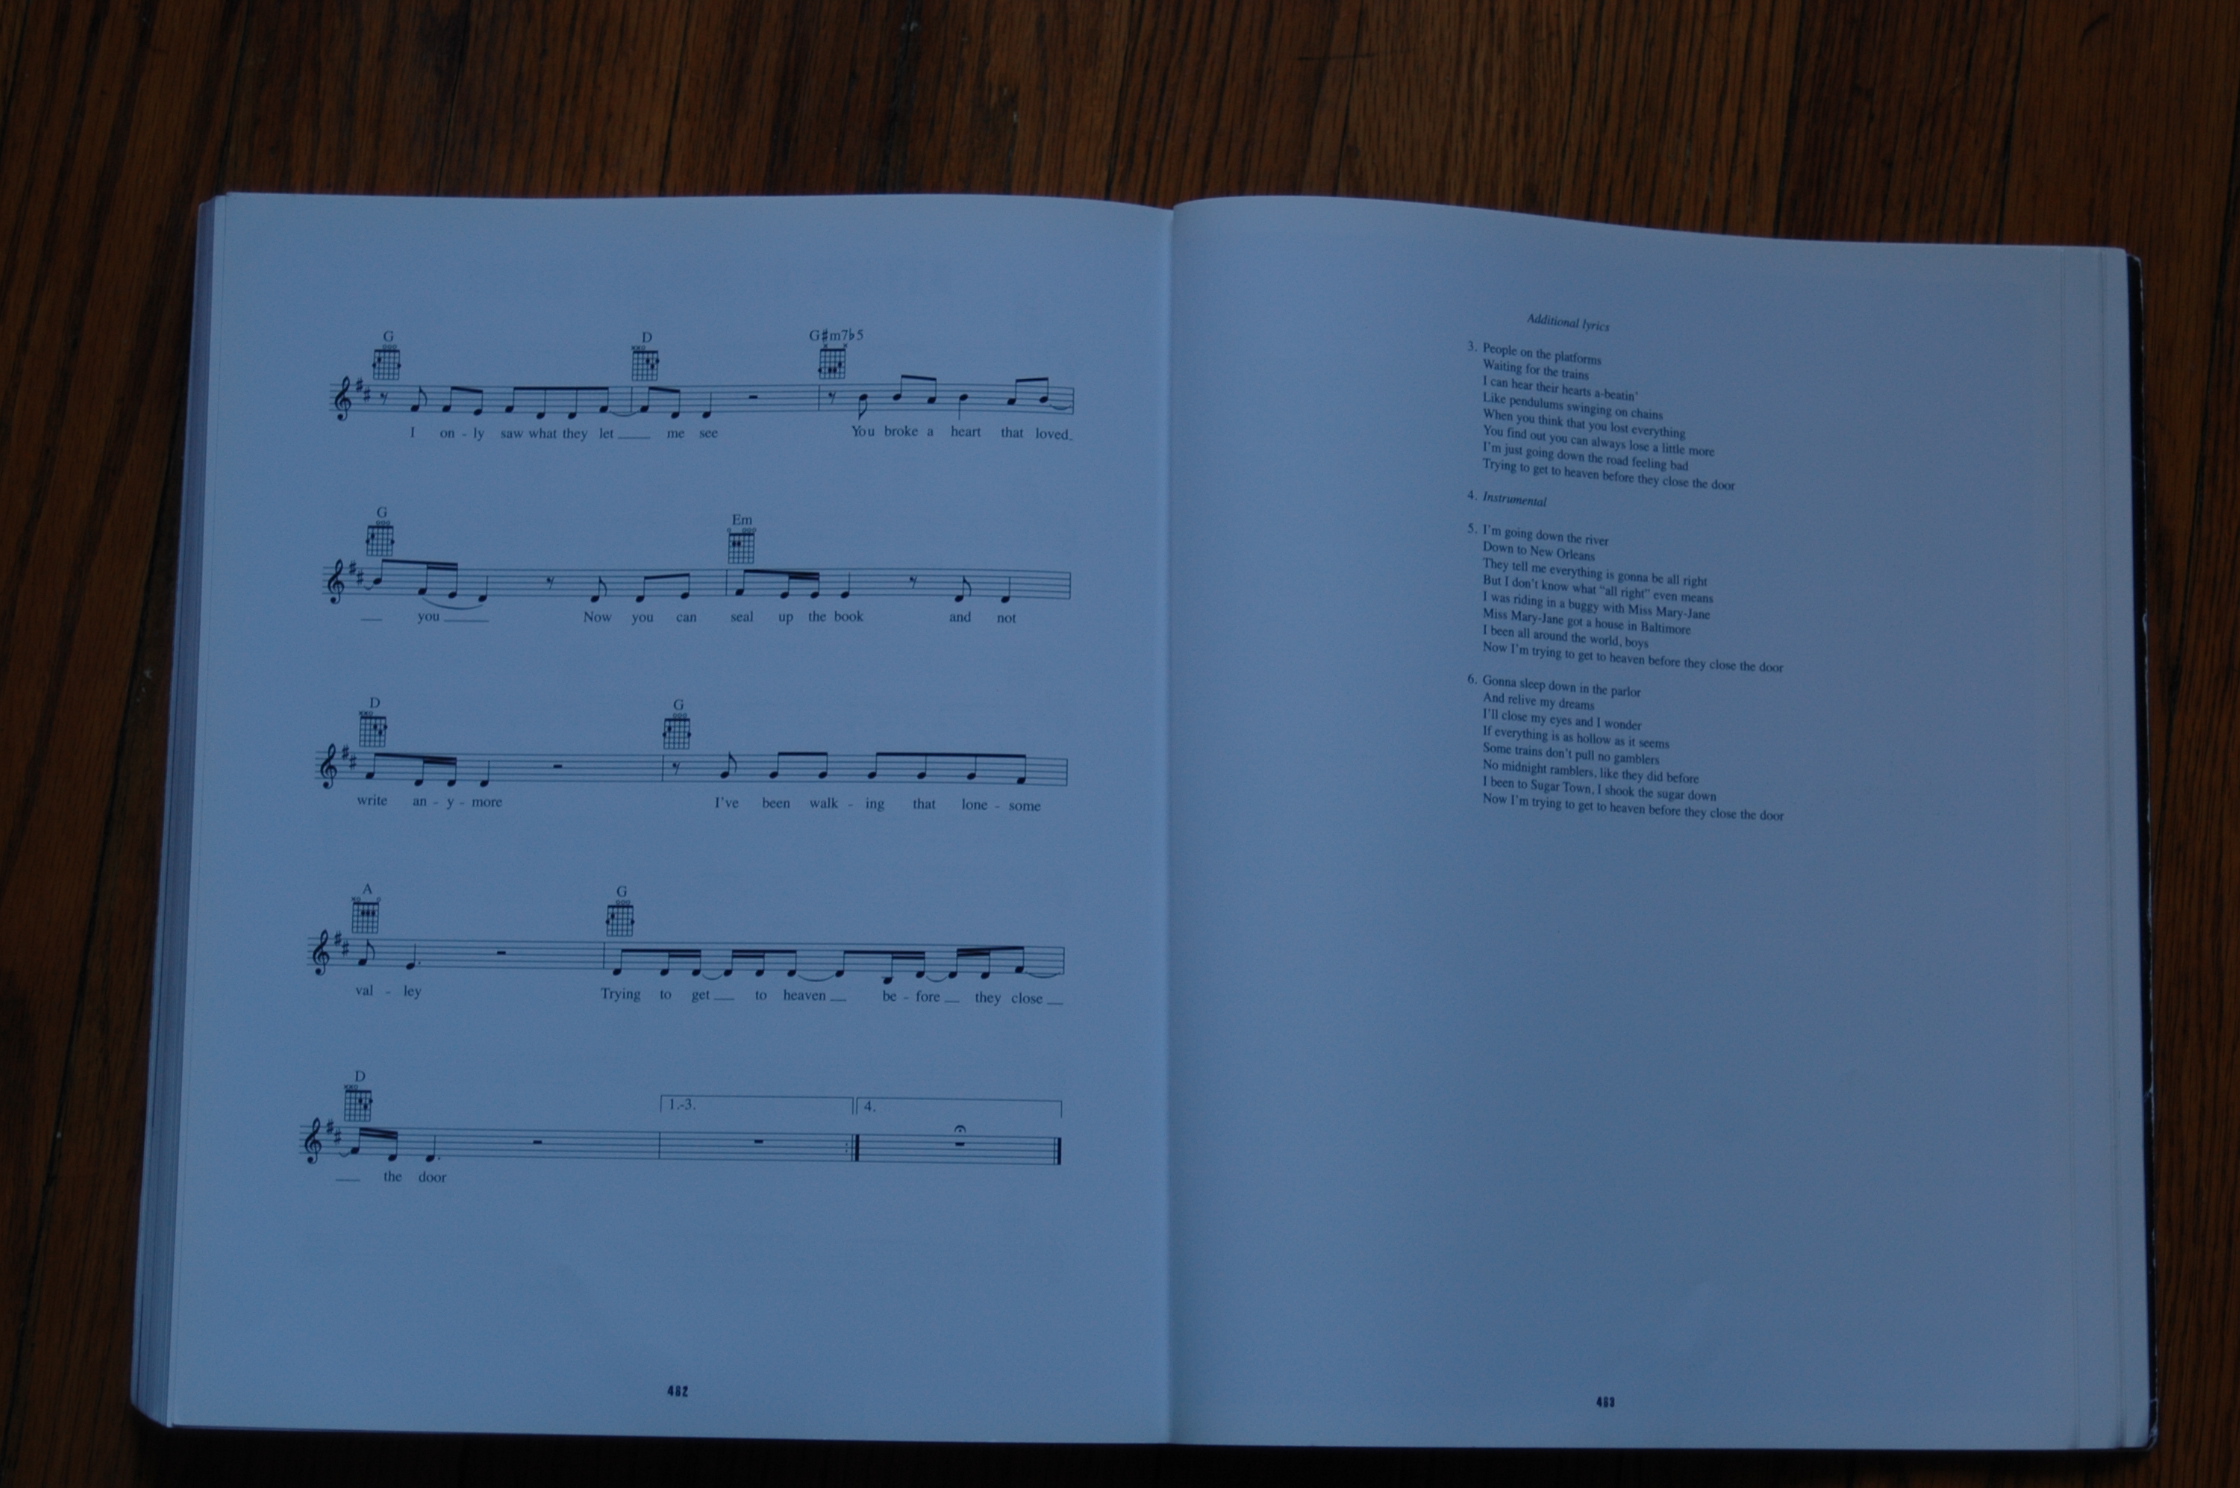 G D G♯m7♭5
I on - ly saw what they let ___ me see You broke a heart that loved_
G Em
___ you ___ Now you can seal up the book and not
D G
write an - y - more I've been walk - ing that lone - some
A G
val - ley Trying to get ___ to heaven ___ be - fore ___ they close ___
D
1.-3. 4.
___ the door
482
Additional lyrics
3. People on the platforms
Waiting for the trains
I can hear their hearts a-beatin'
Like pendulums swinging on chains
When you think that you lost everything
You find out you can always lose a little more
I'm just going down the road feeling bad
Trying to get to heaven before they close the door
4. Instrumental
5. I'm going down the river
Down to New Orleans
They tell me everything is gonna be all right
But I don't know what “all right” even means
I was riding in a buggy with Miss Mary-Jane
Miss Mary-Jane got a house in Baltimore
I been all around the world, boys
Now I'm trying to get to heaven before they close the door
6. Gonna sleep down in the parlor
And relive my dreams
I'll close my eyes and I wonder
If everything is as hollow as it seems
Some trains don't pull no gamblers
No midnight ramblers, like they did before
I been to Sugar Town, I shook the sugar down
Now I'm trying to get to heaven before they close the door
483